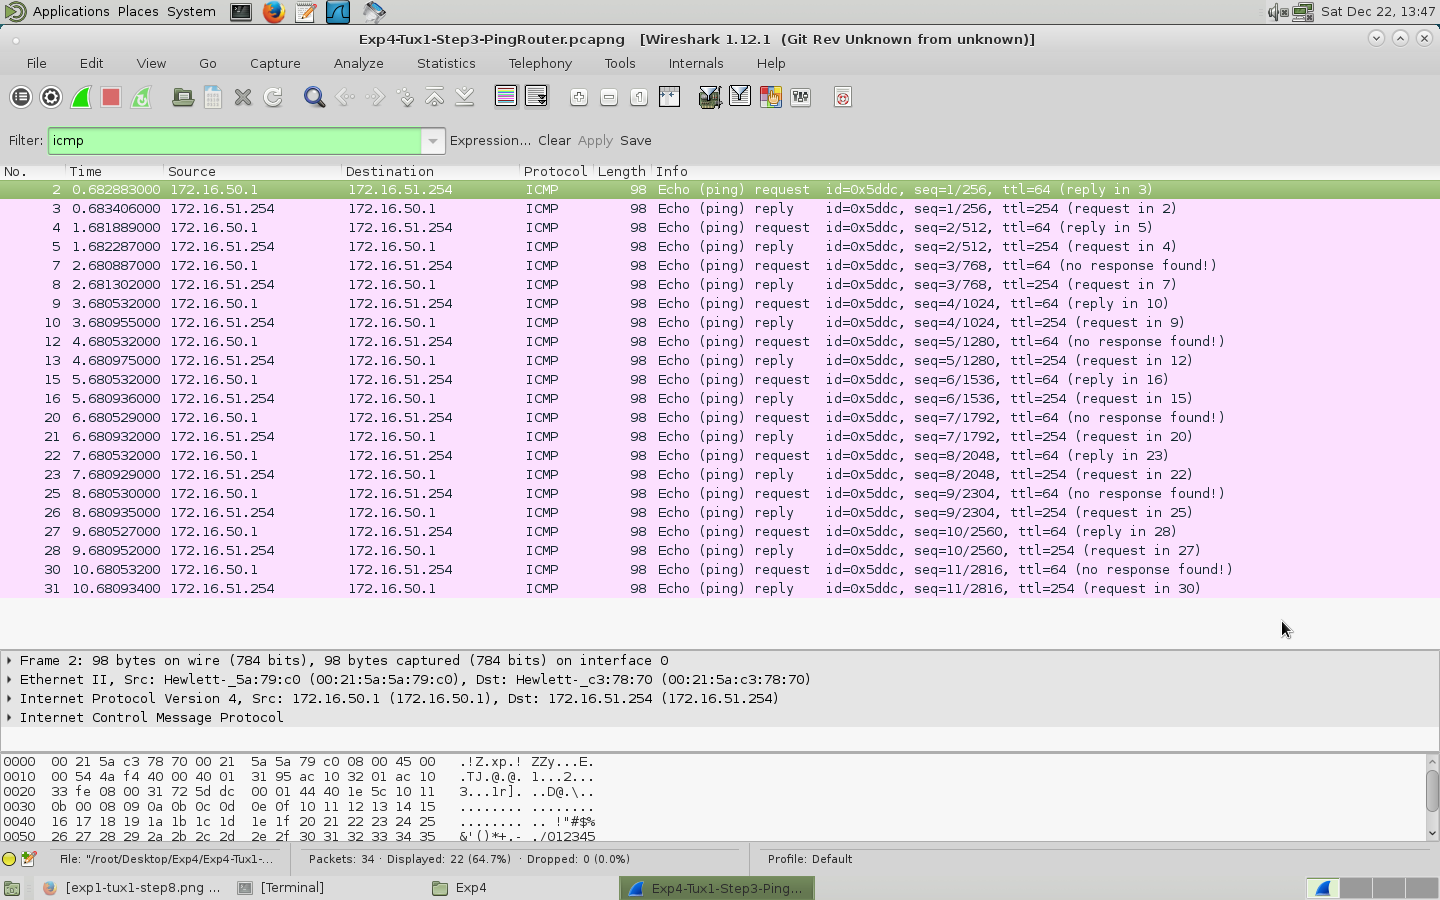 Applications Places System Sat Dec 22, 13:47
Exp4-Tux1-Step3-PingRouter.pcapng [Wireshark 1.12.1 (Git Rev Unknown from unknown)]
File Edit View Go Capture Analyze Statistics Telephony Tools Internals Help
Filter: icmp Expression... Clear Apply Save
No. Time Source Destination Protocol Length Info
2 0.682883000 172.16.50.1 172.16.51.254 ICMP 98 Echo (ping) request id=0x5ddc, seq=1/256, ttl=64 (reply in 3)
3 0.683406000 172.16.51.254 172.16.50.1 ICMP 98 Echo (ping) reply id=0x5ddc, seq=1/256, ttl=254 (request in 2)
4 1.681889000 172.16.50.1 172.16.51.254 ICMP 98 Echo (ping) request id=0x5ddc, seq=2/512, ttl=64 (reply in 5)
5 1.682287000 172.16.51.254 172.16.50.1 ICMP 98 Echo (ping) reply id=0x5ddc, seq=2/512, ttl=254 (request in 4)
7 2.680887000 172.16.50.1 172.16.51.254 ICMP 98 Echo (ping) request id=0x5ddc, seq=3/768, ttl=64 (no response found!)
8 2.681302000 172.16.51.254 172.16.50.1 ICMP 98 Echo (ping) reply id=0x5ddc, seq=3/768, ttl=254 (request in 7)
9 3.680532000 172.16.50.1 172.16.51.254 ICMP 98 Echo (ping) request id=0x5ddc, seq=4/1024, ttl=64 (reply in 10)
10 3.680955000 172.16.51.254 172.16.50.1 ICMP 98 Echo (ping) reply id=0x5ddc, seq=4/1024, ttl=254 (request in 9)
12 4.680532000 172.16.50.1 172.16.51.254 ICMP 98 Echo (ping) request id=0x5ddc, seq=5/1280, ttl=64 (no response found!)
13 4.680975000 172.16.51.254 172.16.50.1 ICMP 98 Echo (ping) reply id=0x5ddc, seq=5/1280, ttl=254 (request in 12)
15 5.680532000 172.16.50.1 172.16.51.254 ICMP 98 Echo (ping) request id=0x5ddc, seq=6/1536, ttl=64 (reply in 16)
16 5.680936000 172.16.51.254 172.16.50.1 ICMP 98 Echo (ping) reply id=0x5ddc, seq=6/1536, ttl=254 (request in 15)
20 6.680529000 172.16.50.1 172.16.51.254 ICMP 98 Echo (ping) request id=0x5ddc, seq=7/1792, ttl=64 (no response found!)
21 6.680932000 172.16.51.254 172.16.50.1 ICMP 98 Echo (ping) reply id=0x5ddc, seq=7/1792, ttl=254 (request in 20)
22 7.680532000 172.16.50.1 172.16.51.254 ICMP 98 Echo (ping) request id=0x5ddc, seq=8/2048, ttl=64 (reply in 23)
23 7.680929000 172.16.51.254 172.16.50.1 ICMP 98 Echo (ping) reply id=0x5ddc, seq=8/2048, ttl=254 (request in 22)
25 8.680530000 172.16.50.1 172.16.51.254 ICMP 98 Echo (ping) request id=0x5ddc, seq=9/2304, ttl=64 (no response found!)
26 8.680935000 172.16.51.254 172.16.50.1 ICMP 98 Echo (ping) reply id=0x5ddc, seq=9/2304, ttl=254 (request in 25)
27 9.680527000 172.16.50.1 172.16.51.254 ICMP 98 Echo (ping) request id=0x5ddc, seq=10/2560, ttl=64 (reply in 28)
28 9.680952000 172.16.51.254 172.16.50.1 ICMP 98 Echo (ping) reply id=0x5ddc, seq=10/2560, ttl=254 (request in 27)
30 10.68053200 172.16.50.1 172.16.51.254 ICMP 98 Echo (ping) request id=0x5ddc, seq=11/2816, ttl=64 (no response found!)
31 10.68093400 172.16.51.254 172.16.50.1 ICMP 98 Echo (ping) reply id=0x5ddc, seq=11/2816, ttl=254 (request in 30)
Frame 2: 98 bytes on wire (784 bits), 98 bytes captured (784 bits) on interface 0
Ethernet II, Src: Hewlett-_5a:79:c0 (00:21:5a:5a:79:c0), Dst: Hewlett-_c3:78:70 (00:21:5a:c3:78:70)
Internet Protocol Version 4, Src: 172.16.50.1 (172.16.50.1), Dst: 172.16.51.254 (172.16.51.254)
Internet Control Message Protocol
0000 00 21 5a c3 78 70 00 21 5a 5a 79 c0 08 00 45 00 .!Z.xp.! ZZy...E.
0010 00 54 4a f4 40 00 40 01 31 95 ac 10 32 01 ac 10 .TJ.@.@. 1...2...
0020 33 fe 08 00 31 72 5d dc 00 01 44 40 1e 5c 10 11 3...1r]. ..D@.\..
0030 0b 00 08 09 0a 0b 0c 0d 0e 0f 10 11 12 13 14 15 ........ ........
0040 16 17 18 19 1a 1b 1c 1d 1e 1f 20 21 22 23 24 25 ........ .. !"#$%
0050 26 27 28 29 2a 2b 2c 2d 2e 2f 30 31 32 33 34 35 &'()*+,- ./012345
File: "/root/Desktop/Exp4/Exp4-Tux1-... Packets: 34 · Displayed: 22 (64.7%) · Dropped: 0 (0.0%) Profile: Default
[exp1-tux1-step8.png ... [Terminal] Exp4 Exp4-Tux1-Step3-Ping...